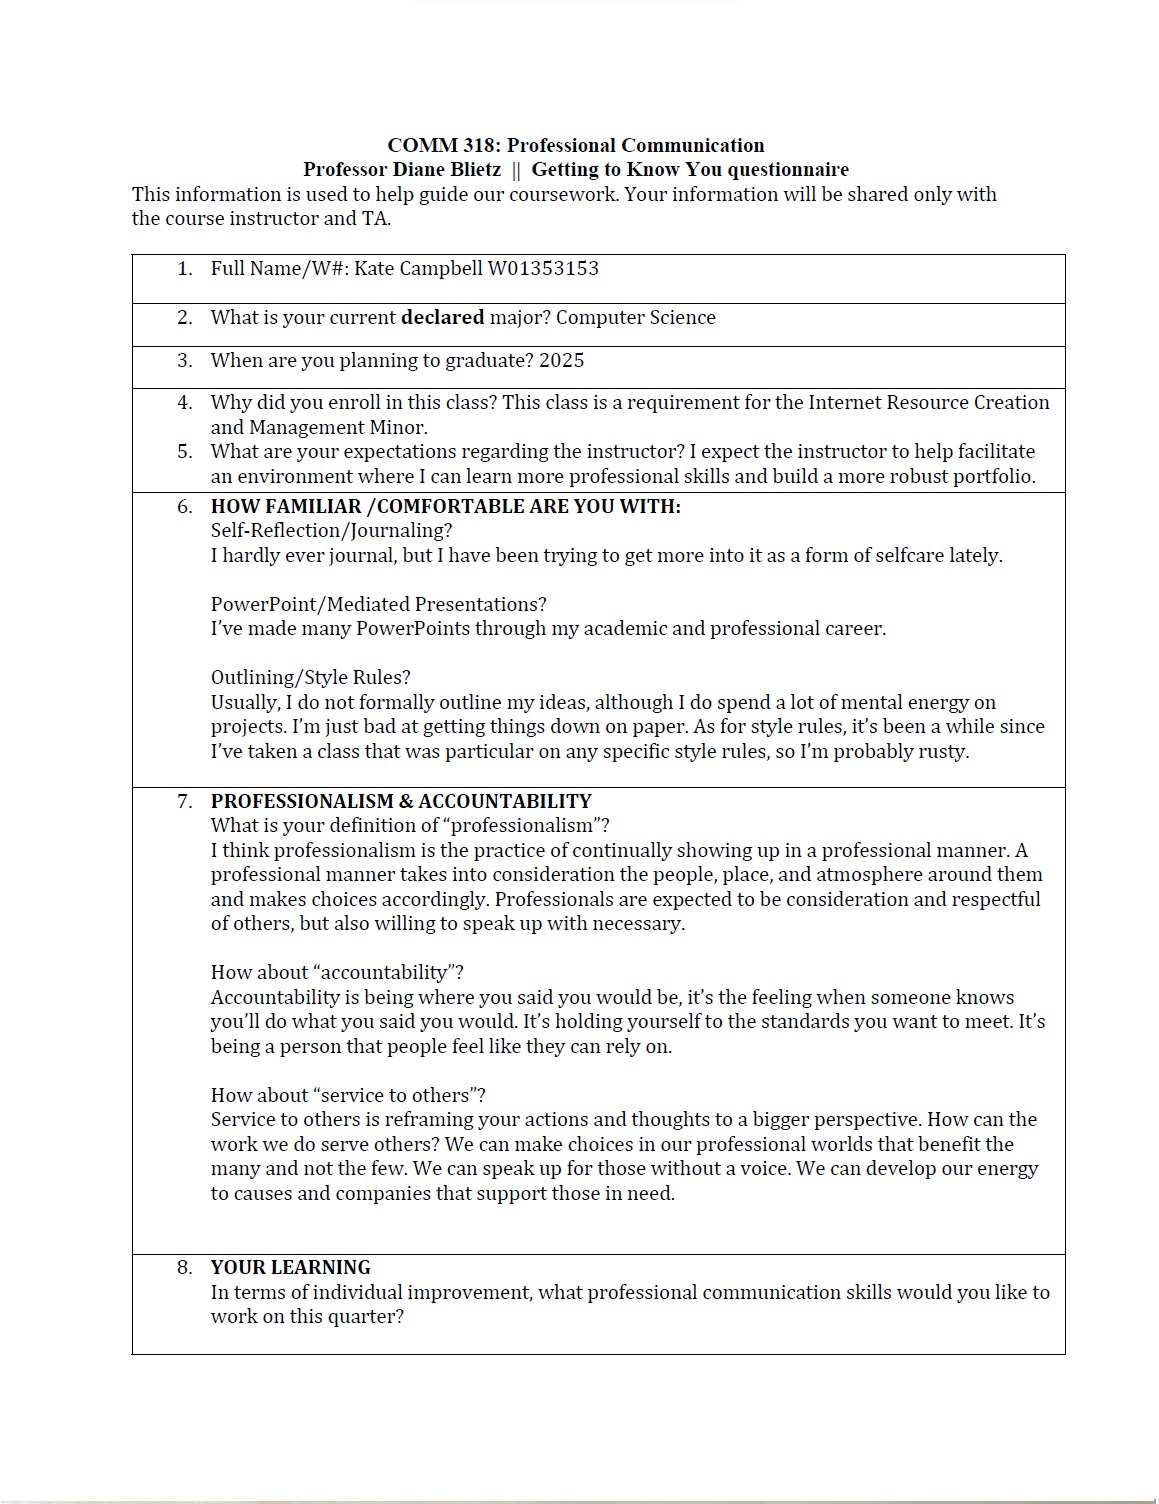 COMM 318: Professional Communication
Professor Diane Blietz || Getting to Know You questionnaire
This information is used to help guide our coursework. Your information will be shared only with
the course instructor and TA.
1. Full Name/W#: Kate Campbell W01353153
2. What is your current declared major? Computer Science
3. When are you planning to graduate? 2025
4. Why did you enroll in this class? This class is a requirement for the Internet Resource Creation
and Management Minor.
5. What are your expectations regarding the instructor? I expect the instructor to help facilitate
an environment where I can learn more professional skills and build a more robust portfolio.
6. HOW FAMILIAR /COMFORTABLE ARE YOU WITH:
Self-Reflection/Journaling?
I hardly ever journal, but I have been trying to get more into it as a form of selfcare lately.
PowerPoint/Mediated Presentations?
I’ve made many PowerPoints through my academic and professional career.
Outlining/Style Rules?
Usually, I do not formally outline my ideas, although I do spend a lot of mental energy on
projects. I’m just bad at getting things down on paper. As for style rules, it’s been a while since
I’ve taken a class that was particular on any specific style rules, so I’m probably rusty.
7. PROFESSIONALISM & ACCOUNTABILITY
What is your definition of “professionalism”?
I think professionalism is the practice of continually showing up in a professional manner. A
professional manner takes into consideration the people, place, and atmosphere around them
and makes choices accordingly. Professionals are expected to be consideration and respectful
of others, but also willing to speak up with necessary.
How about “accountability”?
Accountability is being where you said you would be, it’s the feeling when someone knows
you’ll do what you said you would. It’s holding yourself to the standards you want to meet. It’s
being a person that people feel like they can rely on.
How about “service to others”?
Service to others is reframing your actions and thoughts to a bigger perspective. How can the
work we do serve others? We can make choices in our professional worlds that benefit the
many and not the few. We can speak up for those without a voice. We can develop our energy
to causes and companies that support those in need.
8. YOUR LEARNING
In terms of individual improvement, what professional communication skills would you like to
work on this quarter?